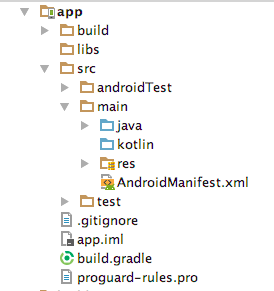 app
build
libs
src
androidTest
main
java
kotlin
res
AndroidManifest.xml
test
.gitignore
app.iml
build.gradle
proguard-rules.pro